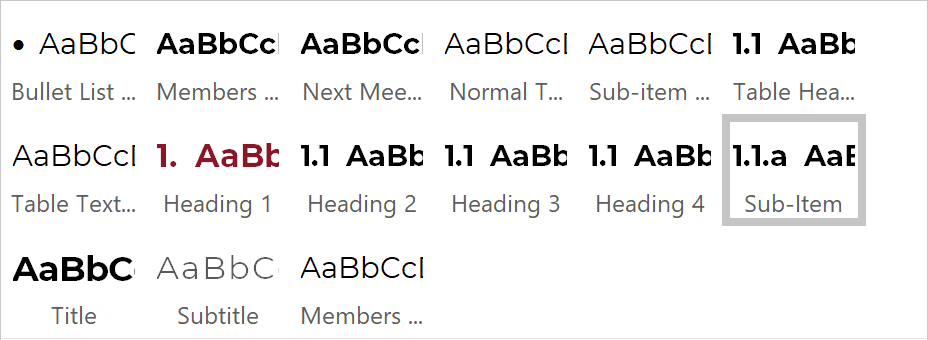 • AaBbC AaBbCc AaBbCc AaBbCcI AaBbCcI 1.1 AaBb
Bullet List ... Members ... Next Mee... Normal T... Sub-item ... Table Hea...
AaBbCcI 1. AaBb 1.1 AaBb 1.1 AaBb 1.1 AaBb 1.1.a AaB
Table Text... Heading 1 Heading 2 Heading 3 Heading 4 Sub-Item
AaBbC AaBbC AaBbCcI
Title Subtitle Members ...